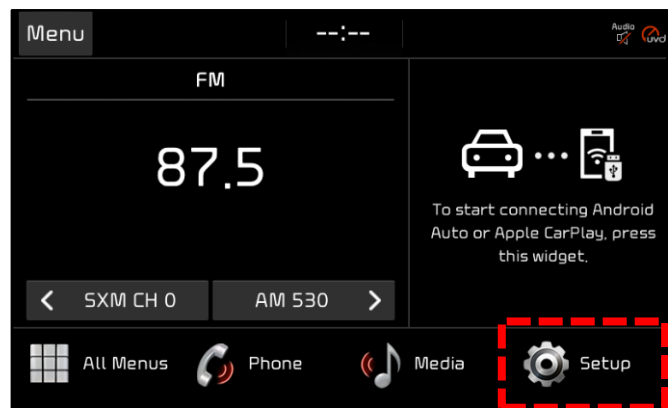 Menu
--:--
Audio
uvo
FM
87.5
To start connecting Android
Auto or Apple CarPlay, press
this widget.
SXM CH 0
AM 530
All Menus
Phone
Media
Setup